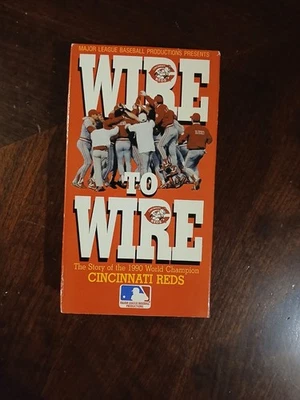 MAJOR LEAGUE BASEBALL PRODUCTIONS PRESENTS
WIRE
TO
WIRE
The Story of the 1990 World Champion
CINCINNATI REDS